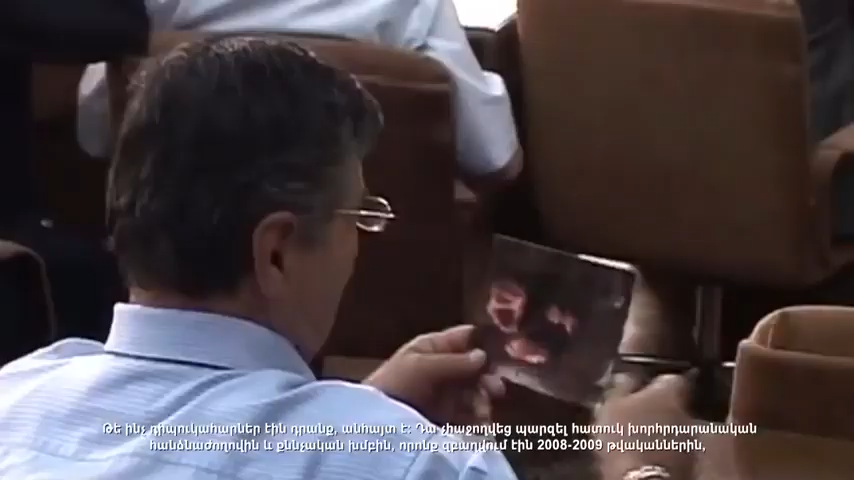 Թե ինչ դիպուկահարներ էին դրանք, անհայտ է: Դա չհաջողվեց պարզել հատուկ խորհրդարանական
հանձնաժողովին և քննչական խմբին, որոնք զբաղվում էին 2008-2009 թվականներին,